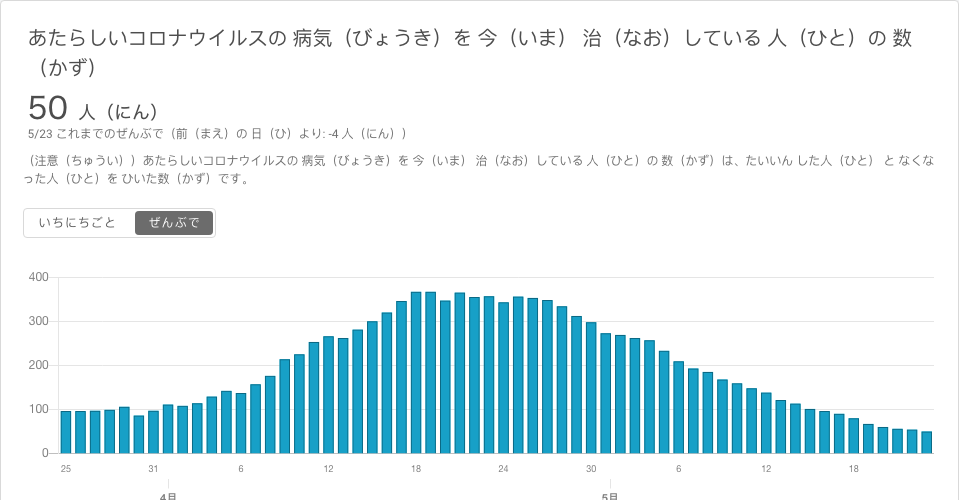 あたらしいコロナウイルスの 病気（びょうき）を 今（いま） 治（なお）している 人（ひと）の 数
（かず）
50 人（にん）
5/23 これまでのぜんぶで（前（まえ）の 日（ひ）より: -4 人（にん））
（注意（ちゅうい））あたらしいコロナウイルスの 病気（びょうき）を 今（いま） 治（なお）している 人（ひと）の 数（かず）は、たいいん した人（ひと） と なくな
った人（ひと）を ひいた数（かず）です。
いちにちごと ぜんぶで
400
300
200
100
0
25 31 6 12 18 24 30 6 12 18
4月 5月